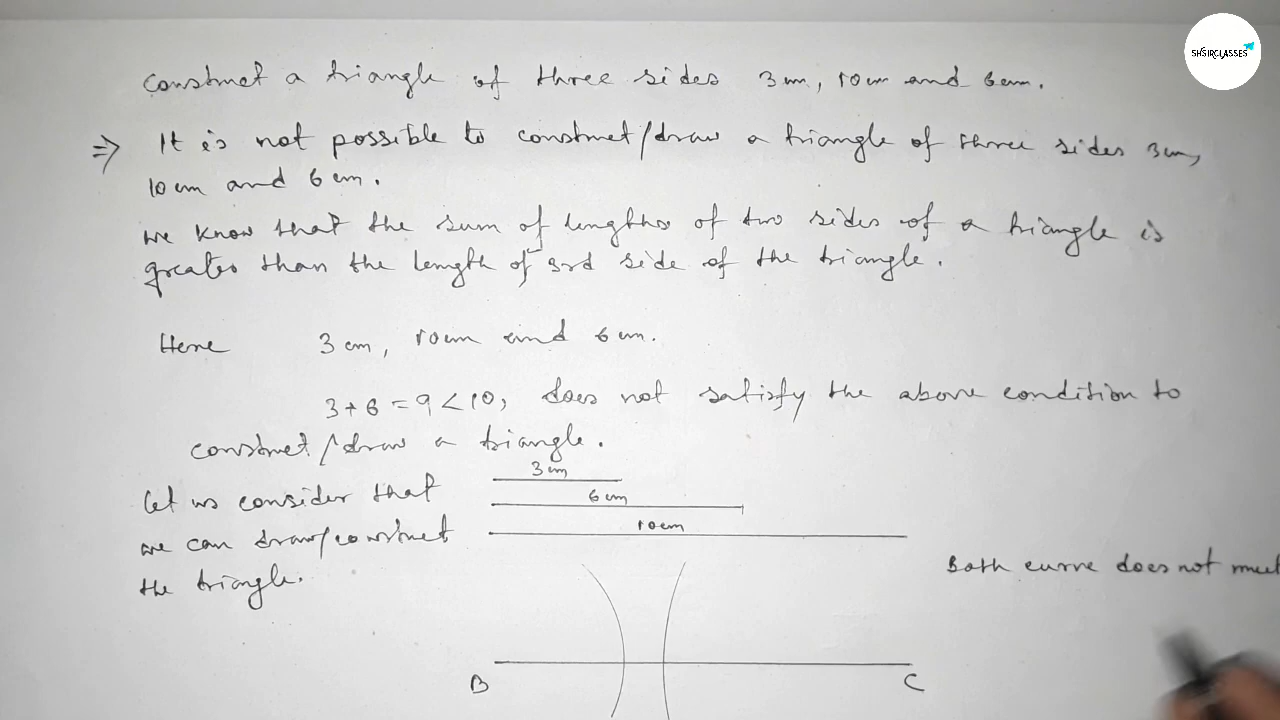 SHSIRCLASSES
Construct a triangle of three sides 3cm, 10cm and 6cm.
⇒ It is not possible to construct/draw a triangle of three sides 3cm,
10cm and 6cm.
We know that the sum of lengths of two sides of a triangle is
greater than the length of 3rd side of the triangle.
Here 3cm, 10cm and 6cm.
3+6=9<10, does not satisfy the above condition to
construct/draw a triangle.
Let us consider that
we can draw/construct
the triangle.
3cm
6cm
10cm
Both curve does not meet
B C